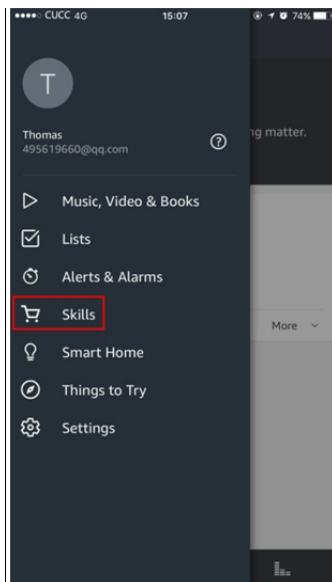 CUCC 4G 15:07 74%
T
Thomas
495619660@qq.com
ng matter.
Music, Video & Books
Lists
Alerts & Alarms
Skills
More
Smart Home
Things to Try
Settings